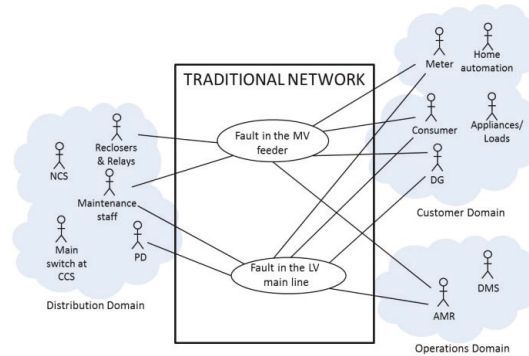 TRADITIONAL NETWORK
Reclosers
& Relays
NCS
Maintenance
staff
Main
switch at
CCS
PD
Distribution Domain
Fault in the MV
feeder
Fault in the LV
main line
Meter
Home
automation
Consumer
Appliances/
Loads
DG
Customer Domain
AMR
DMS
Operations Domain